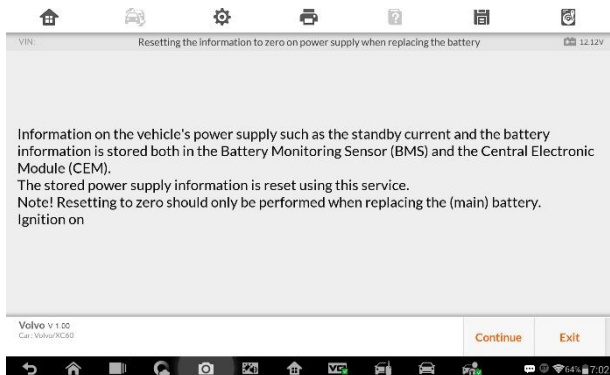 VIN:
Resetting the information to zero on power supply when replacing the battery
12.12V
Information on the vehicle's power supply such as the standby current and the battery
information is stored both in the Battery Monitoring Sensor (BMS) and the Central Electronic
Module (CEM).
The stored power supply information is reset using this service.
Note! Resetting to zero should only be performed when replacing the (main) battery.
Ignition on
Volvo V 1.00
Car: Volvo/XC60
Continue
Exit
64% 7:02